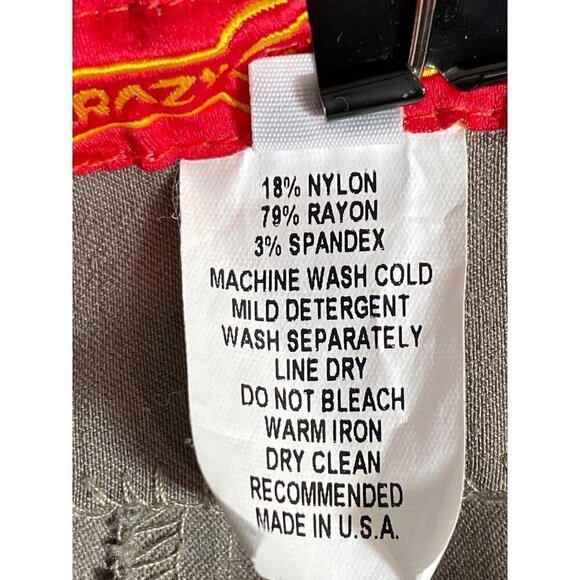 RAZY
18% NYLON
79% RAYON
3% SPANDEX
MACHINE WASH COLD
MILD DETERGENT
WASH SEPARATELY
LINE DRY
DO NOT BLEACH
WARM IRON
DRY CLEAN
RECOMMENDED
MADE IN U.S.A.